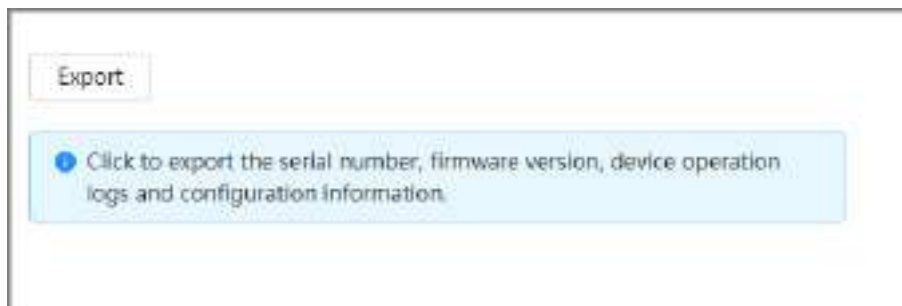 Export
Click to export the serial number, firmware version, device operation
logs and configuration information.